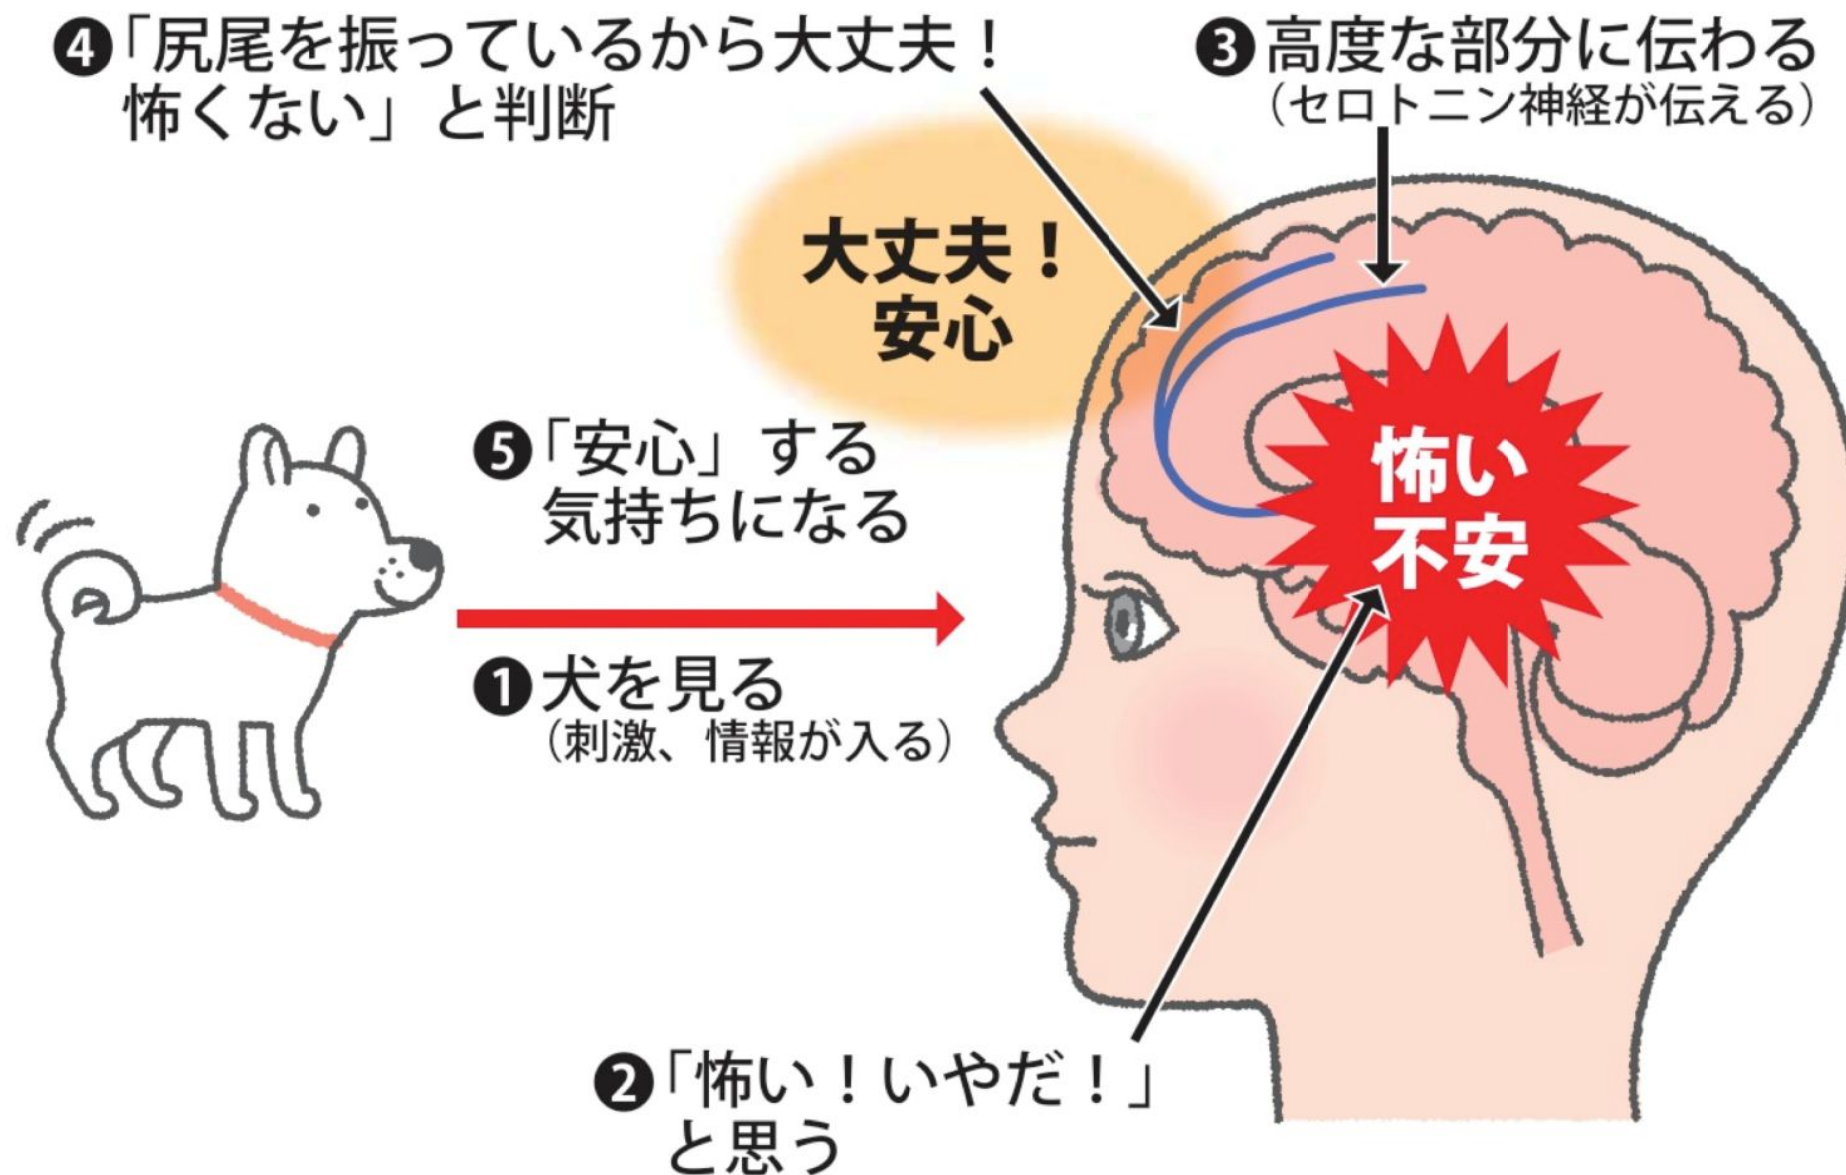 ❹「尻尾を振っているから大丈夫！
怖くない」と判断
❸高度な部分に伝わる
（セロトニン神経が伝える）
大丈夫！
安心
❺「安心」する
気持ちになる
怖い
不安
❶犬を見る
（刺激、情報が入る）
❷「怖い！いやだ！」
と思う